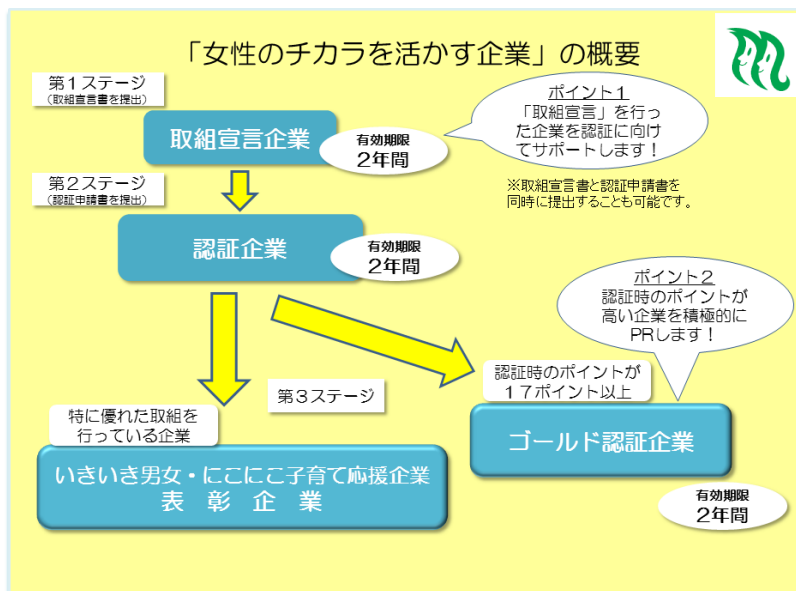 「女性のチカラを活かす企業」の概要
第1ステージ
(取組宣言書を提出)
取組宣言企業
有効期限
2年間
ポイント1
「取組宣言」を行っ
た企業を認証に向け
てサポートします！
※取組宣言書と認証申請書を
同時に提出することも可能です。
第2ステージ
(認証申請書を提出)
認証企業
有効期限
2年間
ポイント2
認証時のポイントが
高い企業を積極的に
PRします！
第3ステージ
認証時のポイントが
17ポイント以上
ゴールド認証企業
有効期限
2年間
特に優れた取組を
行っている企業
いきいき男女・にこにこ子育て応援企業
表 彰 企 業